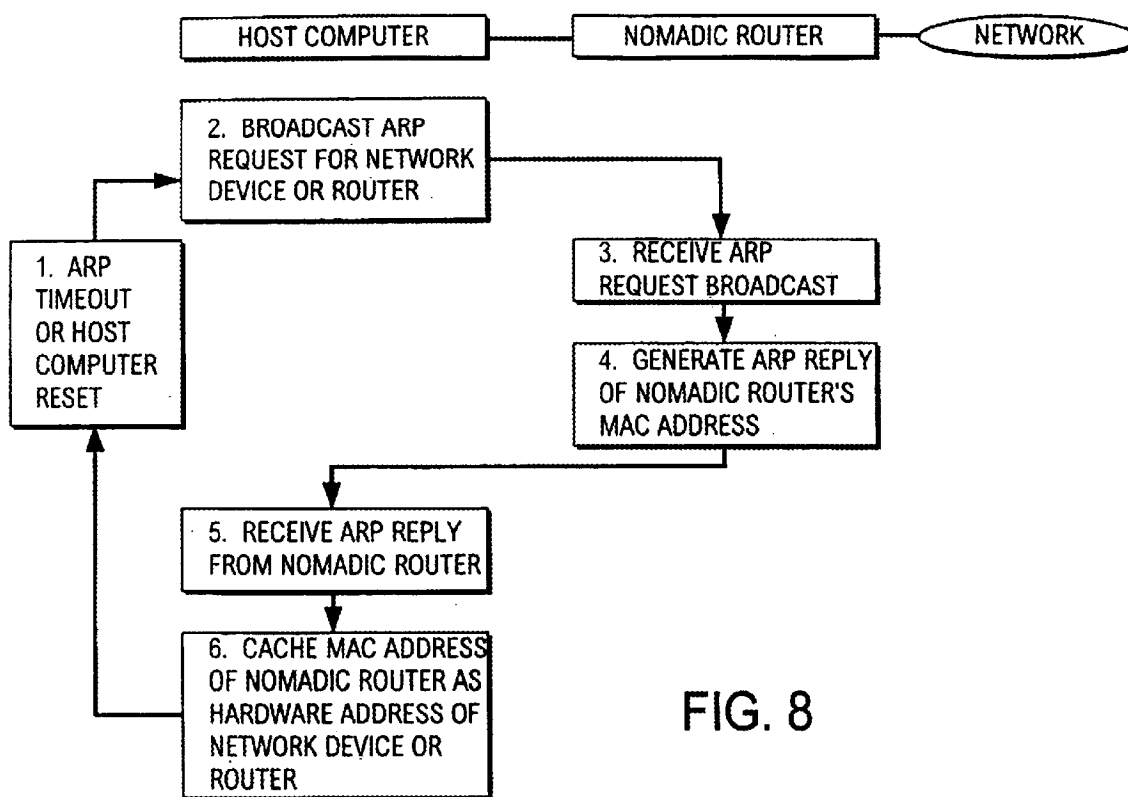 HOST COMPUTER
NOMADIC ROUTER
NETWORK
2. BROADCAST ARP
REQUEST FOR NETWORK
DEVICE OR ROUTER
1. ARP
TIMEOUT
OR HOST
COMPUTER
RESET
3. RECEIVE ARP
REQUEST BROADCAST
4. GENERATE ARP REPLY
OF NOMADIC ROUTER'S
MAC ADDRESS
5. RECEIVE ARP REPLY
FROM NOMADIC ROUTER
6. CACHE MAC ADDRESS
OF NOMADIC ROUTER AS
HARDWARE ADDRESS OF
NETWORK DEVICE OR
ROUTER
FIG. 8